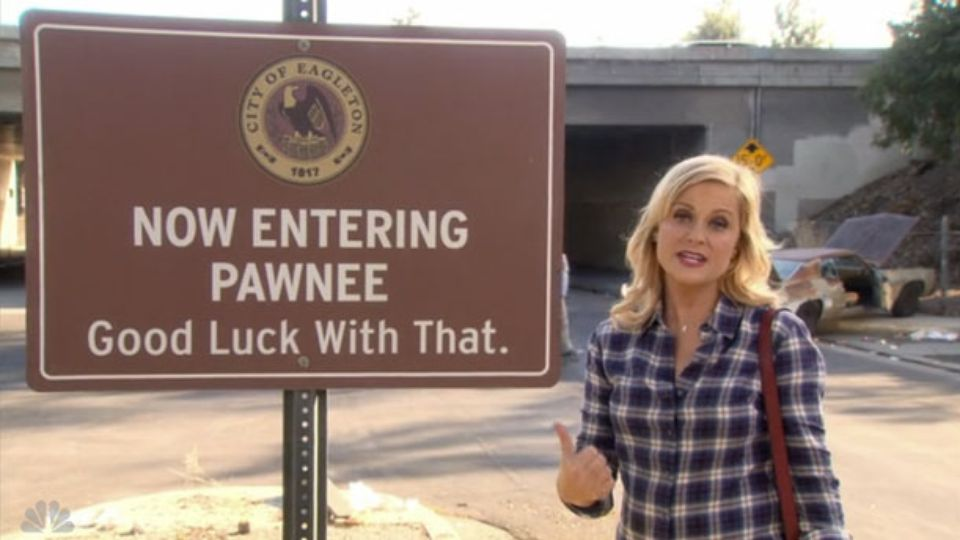 CITY OF EAGLETON
1817
NOW ENTERING
PAWNEE
Good Luck With That.